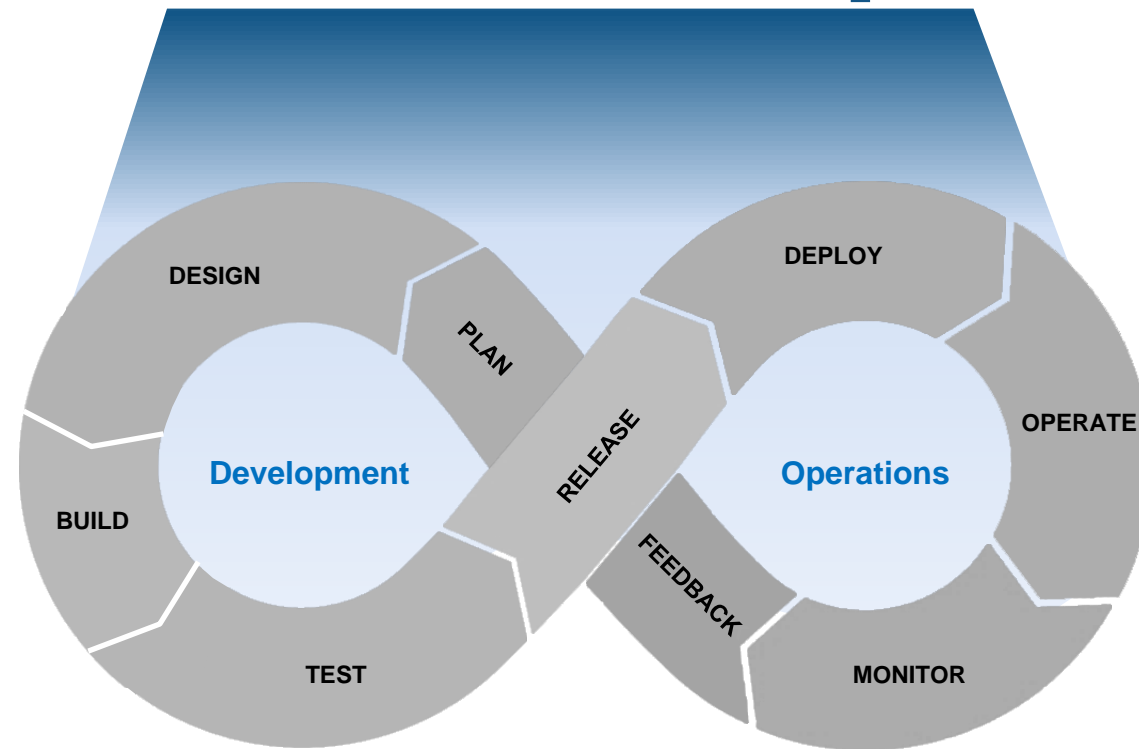 DESIGN
DEPLOY
PLAN
OPERATE
RELEASE
Development
Operations
BUILD
FEEDBACK
TEST
MONITOR